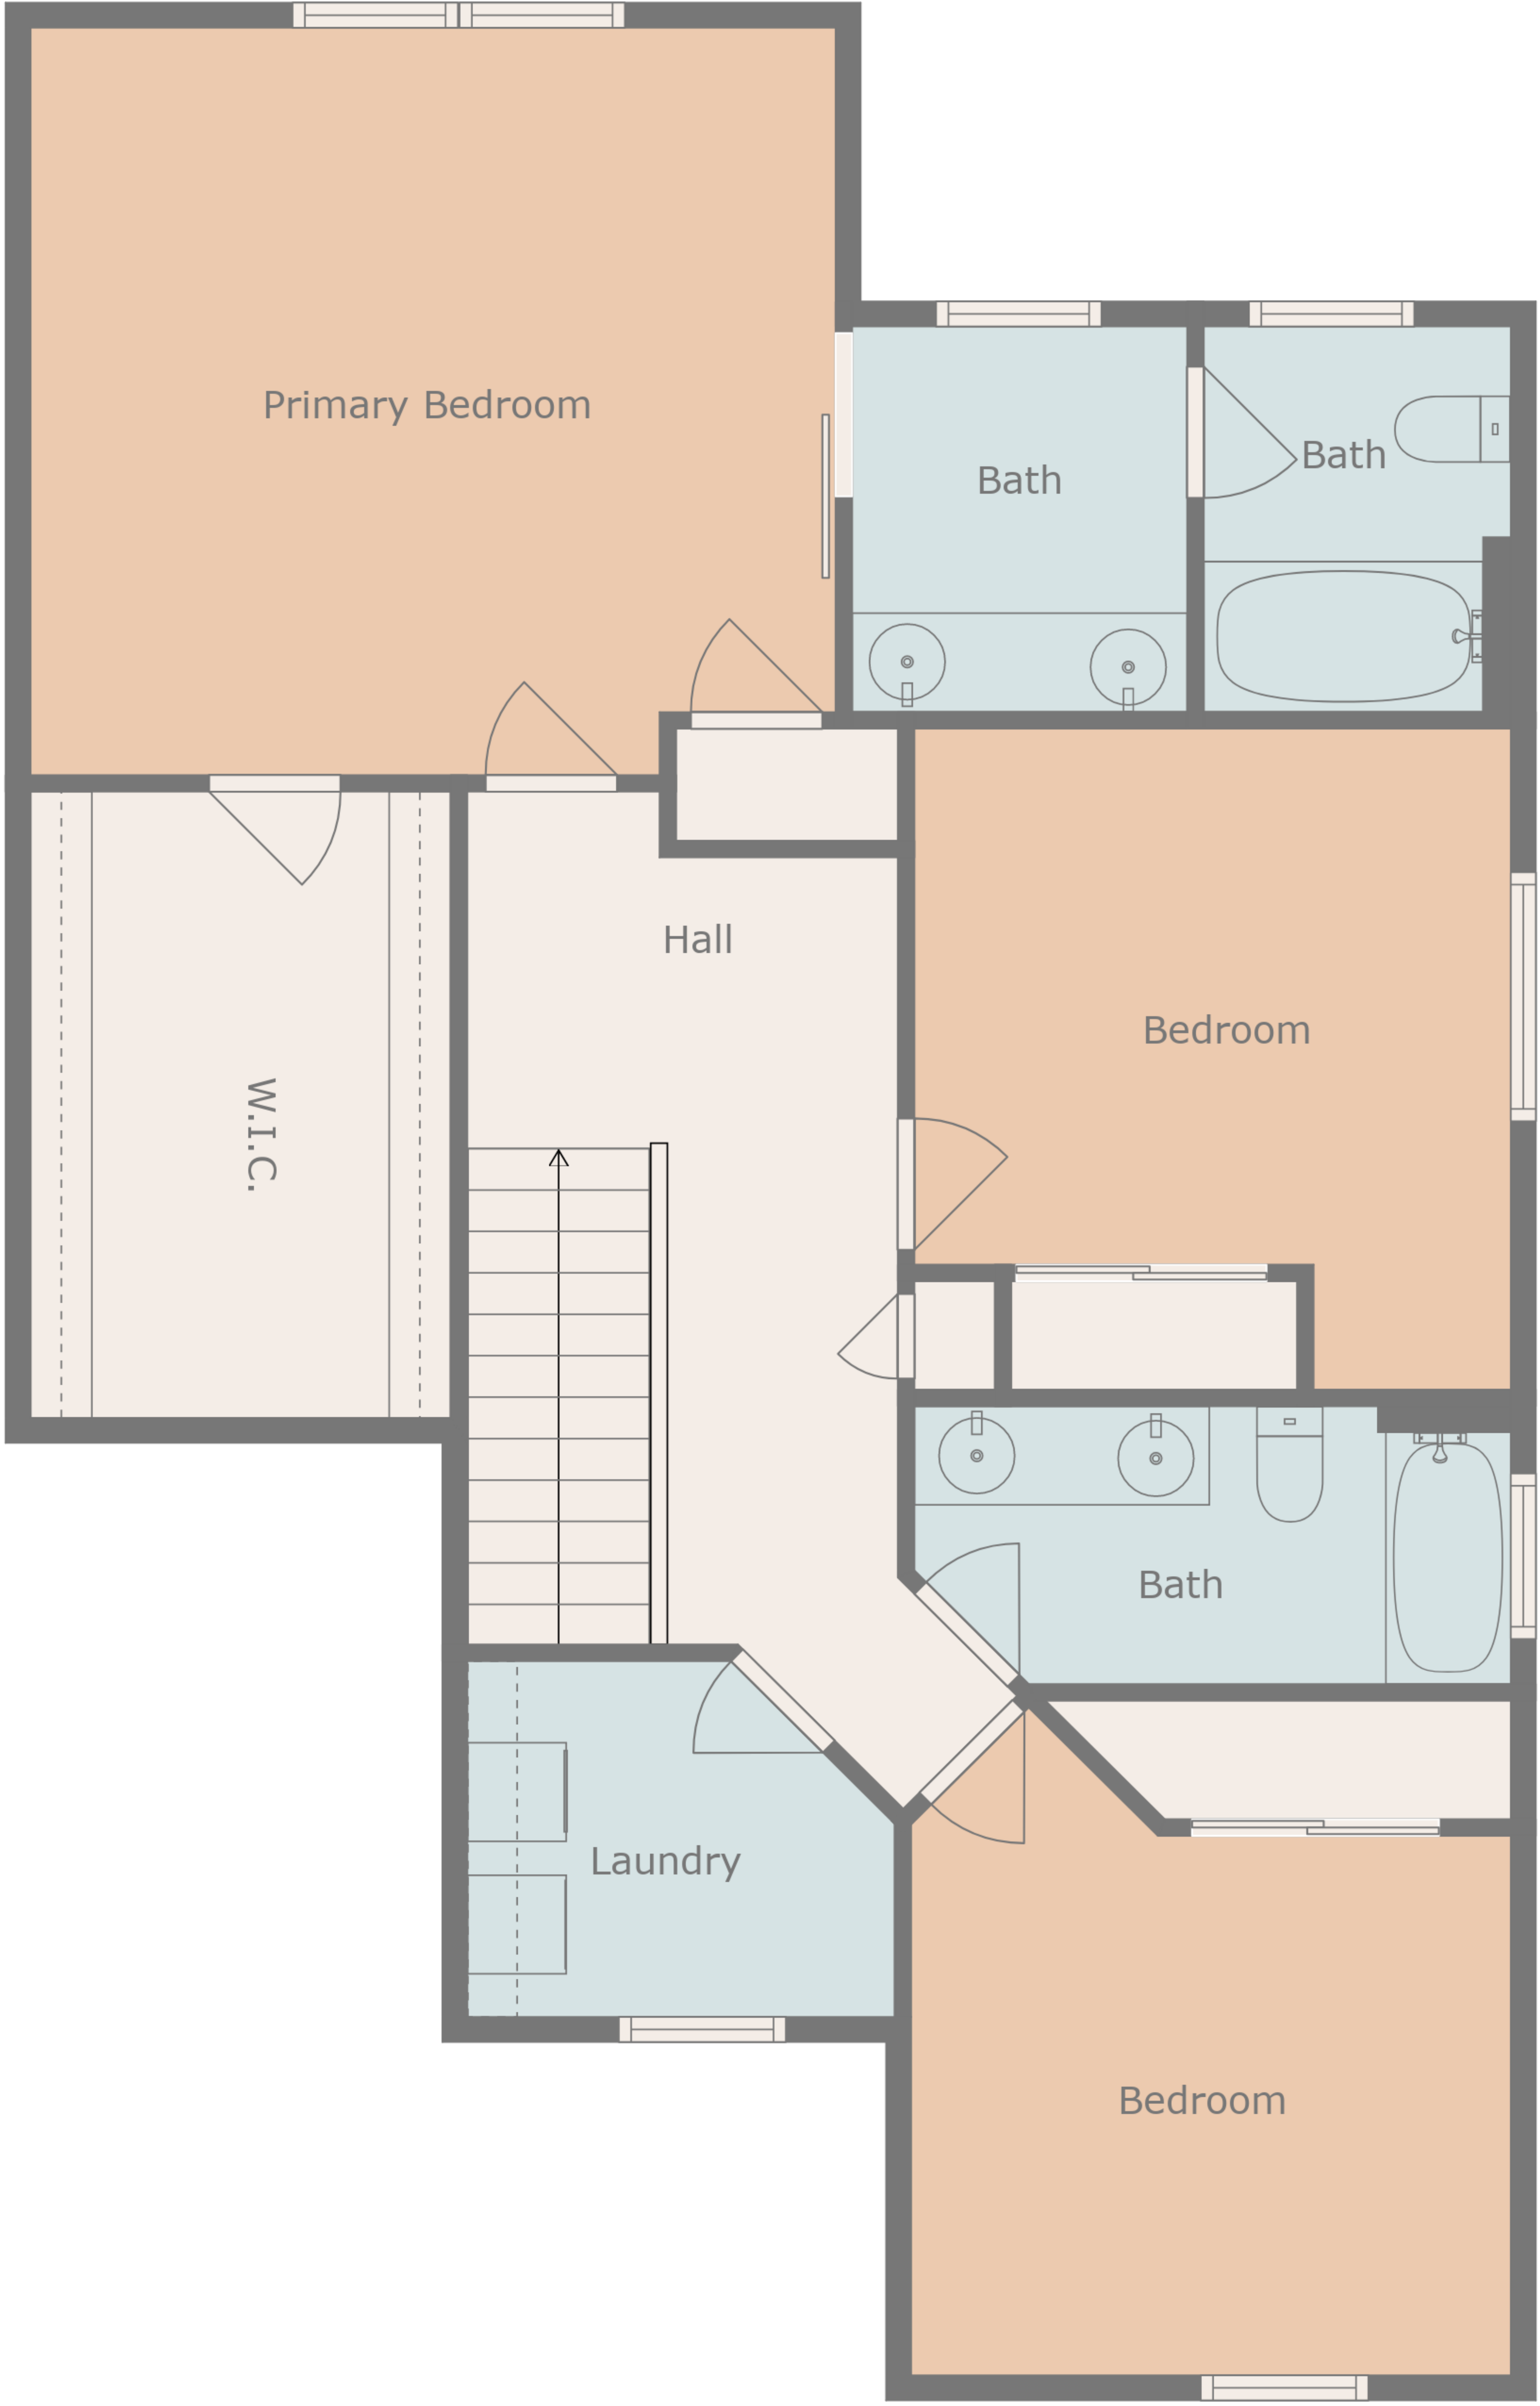 Primary Bedroom
Bath
Bath
Hall
Bedroom
W.I.C.
Bath
Laundry
Bedroom